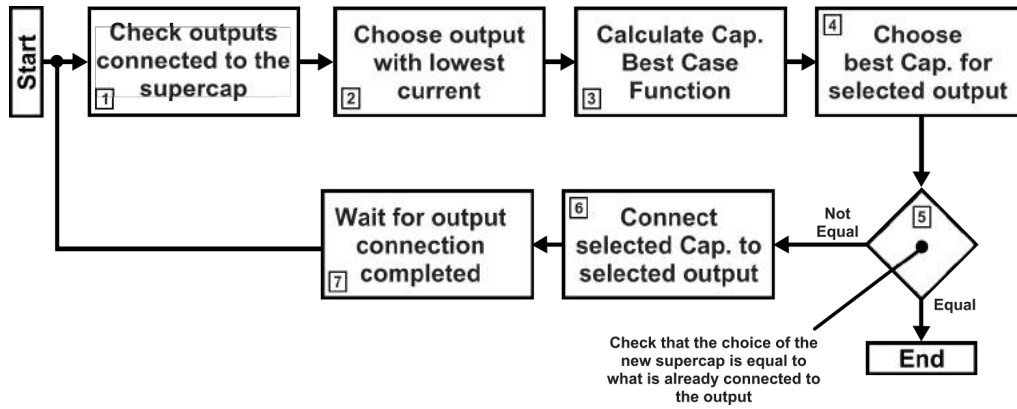 Start
Check outputs
connected to the
supercap
1
Choose output
with lowest
current
2
Calculate Cap.
Best Case
Function
3
4
Choose
best Cap. for
selected output
5
Not
Equal
6
Connect
selected Cap. to
selected output
Wait for output
connection
completed
7
Equal
End
Check that the choice of the
new supercap is equal to
what is already connected to
the output